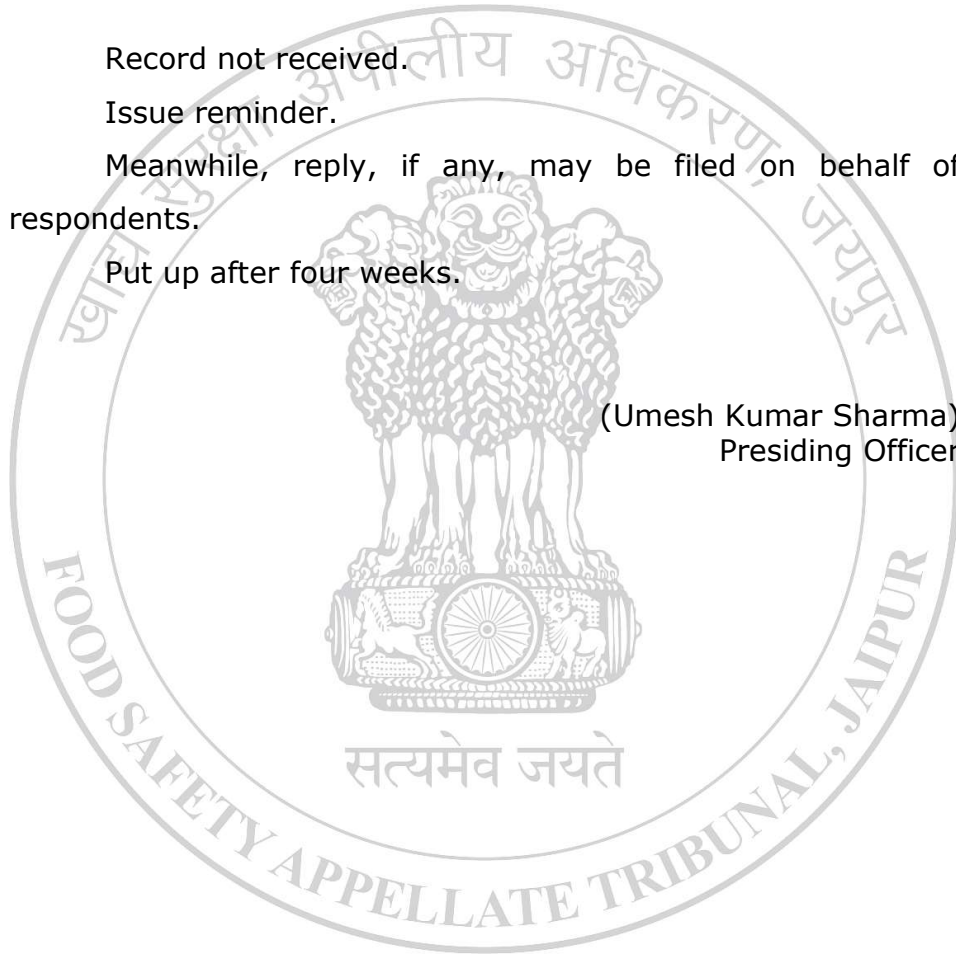 Record not received.
Issue reminder.
Meanwhile, reply, if any, may be filed on behalf of
respondents.
Put up after four weeks.
(Umesh Kumar Sharma)
Presiding Officer
खाद्य सुरक्षा अपीलीय अधिकरण, जयपुर
सत्यमेव जयते
FOOD SAFETY APPELLATE TRIBUNAL, JAIPUR